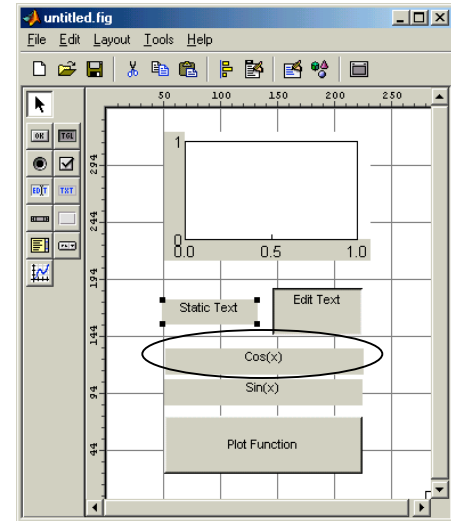 untitled.fig
File Edit Layout Tools Help
50 100 150 200 250
OK TGL
EDIT TXT
294
244
194
144
94
44
1
0
0.0 0.5 1.0
Static Text
Edit Text
Cos(x)
Sin(x)
Plot Function